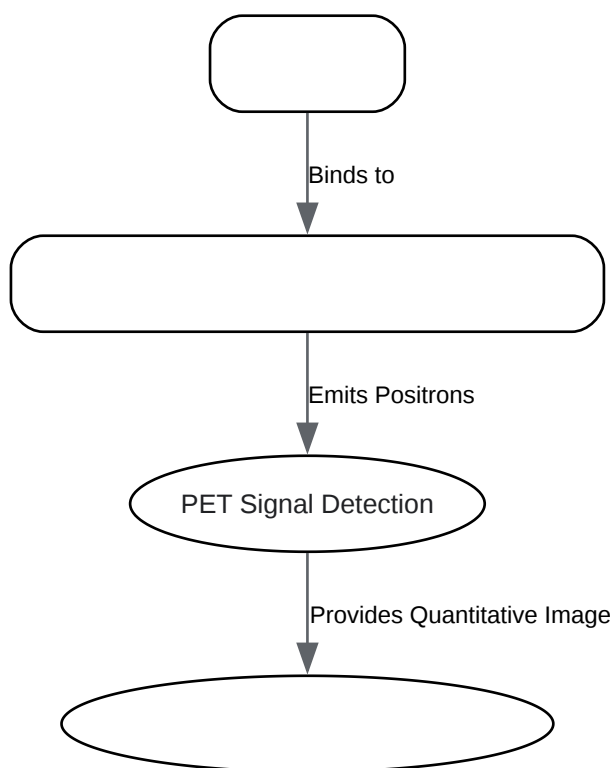 Binds to
Emits Positrons
PET Signal Detection
Provides Quantitative Image